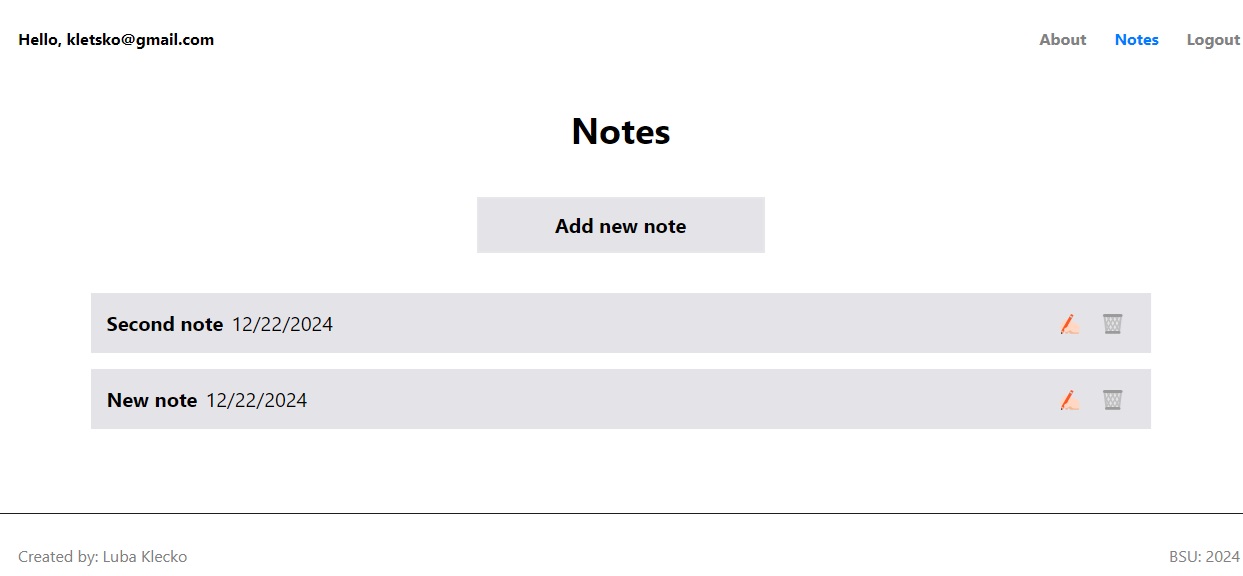 Hello, kletsko@gmail.com About Notes Logout
Notes
Add new note
Second note 12/22/2024
New note 12/22/2024
Created by: Luba Klecko BSU: 2024